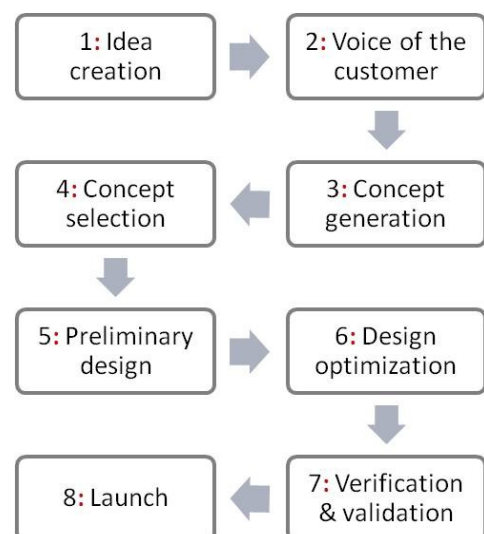 1: Idea
creation
2: Voice of the
customer
3: Concept
generation
4: Concept
selection
5: Preliminary
design
6: Design
optimization
7: Verification
& validation
8: Launch